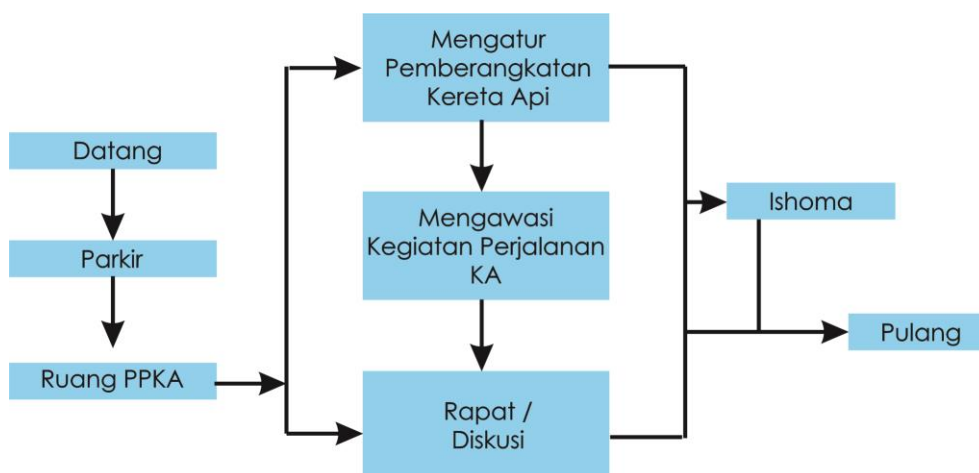 Datang
Parkir
Ruang PPKA
Mengatur
Pemberangkatan
Kereta Api
Mengawasi
Kegiatan Perjalanan
KA
Rapat /
Diskusi
Ishoma
Pulang